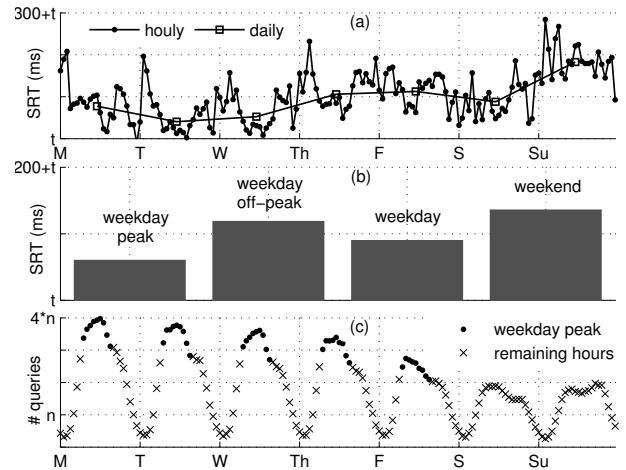 300+t
(a)
houly daily
SRT (ms)
t
M T W Th F S Su
200+t
(b)
weekday
peak
weekday
off−peak
weekday
weekend
SRT (ms)
t
4*n
(c)
weekday peak
remaining hours
# queries
n
M T W Th F S Su